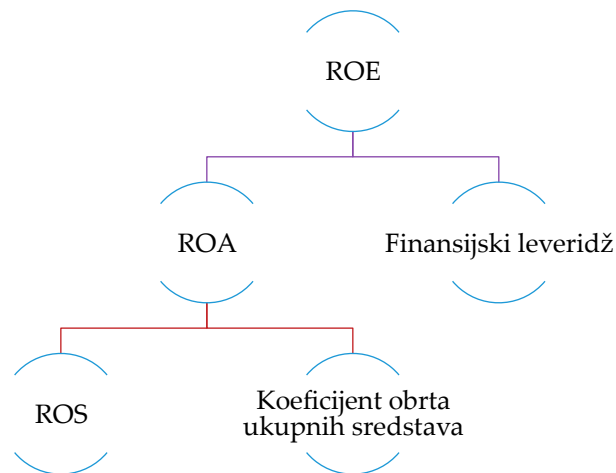 ROE
ROA
Finansijski leveridž
ROS
Koeficijent obrta
ukupnih sredstava